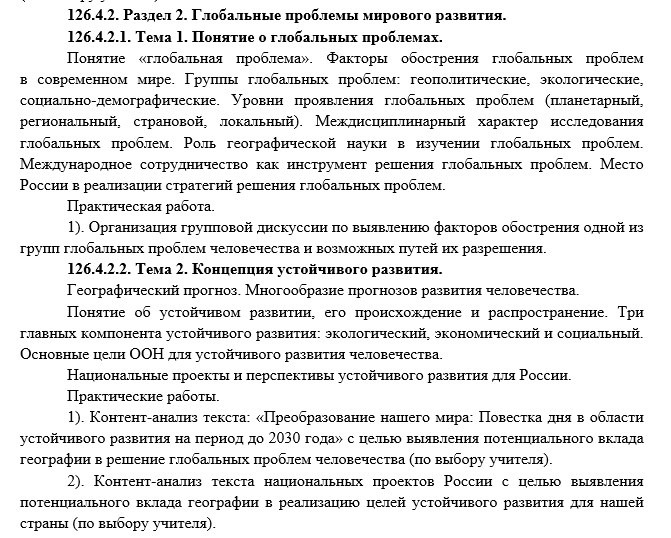 126.4.2. Раздел 2. Глобальные проблемы мирового развития.
126.4.2.1. Тема 1. Понятие о глобальных проблемах.
Понятие «глобальная проблема». Факторы обострения глобальных проблем
в современном мире. Группы глобальных проблем: геополитические, экологические,
социально-демографические. Уровни проявления глобальных проблем (планетарный,
региональный, страновой, локальный). Междисциплинарный характер исследования
глобальных проблем. Роль географической науки в изучении глобальных проблем.
Международное сотрудничество как инструмент решения глобальных проблем. Место
России в реализации стратегий решения глобальных проблем.
Практическая работа.
1). Организация групповой дискуссии по выявлению факторов обострения одной из
групп глобальных проблем человечества и возможных путей их разрешения.
126.4.2.2. Тема 2. Концепция устойчивого развития.
Географический прогноз. Многообразие прогнозов развития человечества.
Понятие об устойчивом развитии, его происхождение и распространение. Три
главных компонента устойчивого развития: экологический, экономический и социальный.
Основные цели ООН для устойчивого развития человечества.
Национальные проекты и перспективы устойчивого развития для России.
Практические работы.
1). Контент-анализ текста: «Преобразование нашего мира: Повестка дня в области
устойчивого развития на период до 2030 года» с целью выявления потенциального вклада
географии в решение глобальных проблем человечества (по выбору учителя).
2). Контент-анализ текста национальных проектов России с целью выявления
потенциального вклада географии в реализацию целей устойчивого развития для нашей
страны (по выбору учителя).